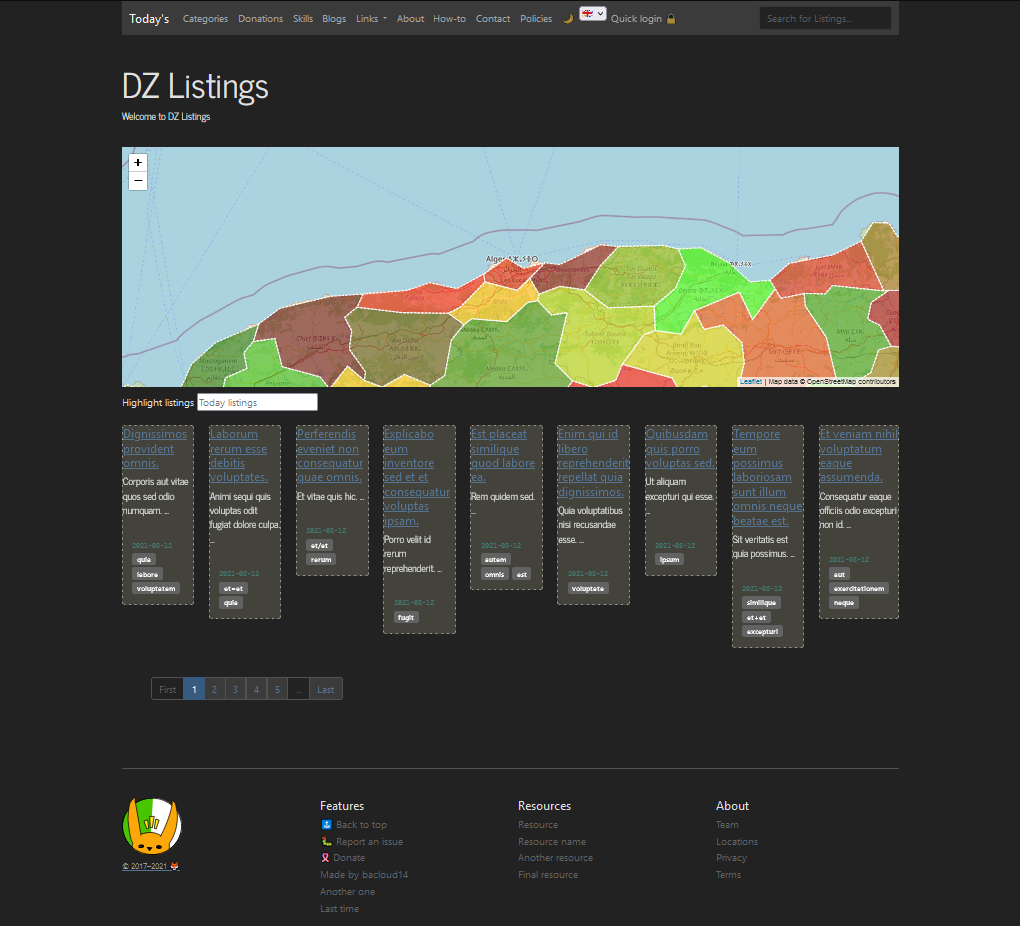 Today's Categories Donations Skills Blogs Links About How-to Contact Policies 🌙 Quick login 🔒 Search for Listings...
DZ Listings
Welcome to DZ Listings
+
−
Leaflet | Map data © OpenStreetMap contributors
Highlight listings Today listings
Dignissimos
provident
omnis.
Corporis aut vitae
quos sed odio
numquam. ...
2021-08-12
quia
labore
voluptatem
Laborum
rerum esse
debitis
voluptates.
Animi sequi quis
voluptas odit
fugiat dolore culpa.
...
2021-08-12
et=et
quia
Perferendis
eveniet non
consequatur
quae omnis.
Et vitae quis hic. ...
2021-08-12
et/et
rerum
Explicabo
eum
inventore
sed et et
consequatur
voluptas
ipsam.
Porro velit id
rerum
reprehenderit. ...
2021-08-12
fugit
Est placeat
similique
quod labore
ea.
Rem quidem sed.
...
2021-08-12
autem
omnis est
Enim qui id
libero
reprehenderit
repellat quia
dignissimos.
Quia voluptatibus
nisi recusandae
esse. ...
2021-08-12
voluptate
Quibusdam
quis porro
voluptas sed.
Ut aliquam
excepturi qui esse.
...
2021-08-12
ipsum
Tempore
eum
possimus
laboriosam
sunt illum
omnis neque
beatae est.
Sit veritatis est
quia possimus. ...
2021-08-12
similique
et+et
excepturi
Et veniam nihil
voluptatum
eaque
assumenda.
Consequatur eaque
officiis odio excepturi
non id. ...
2021-08-12
aut
exercitationem
neque
First 1 2 3 4 5 ... Last
© 2017–2021 🦊
Features
Back to top
🐛 Report an issue
🎗 Donate
Made by bacloud14
Another one
Last time
Resources
Resource
Resource name
Another resource
Final resource
About
Team
Locations
Privacy
Terms